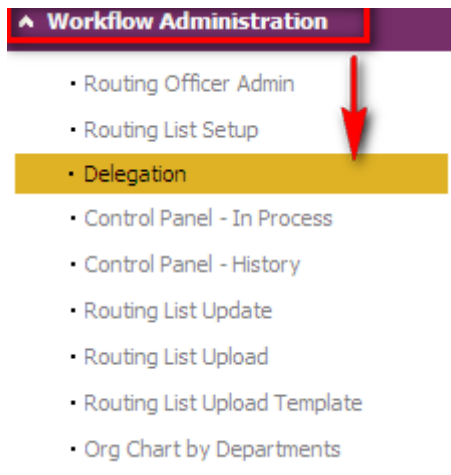 Workflow Administration
Routing Officer Admin
Routing List Setup
Delegation
Control Panel - In Process
Control Panel - History
Routing List Update
Routing List Upload
Routing List Upload Template
Org Chart by Departments